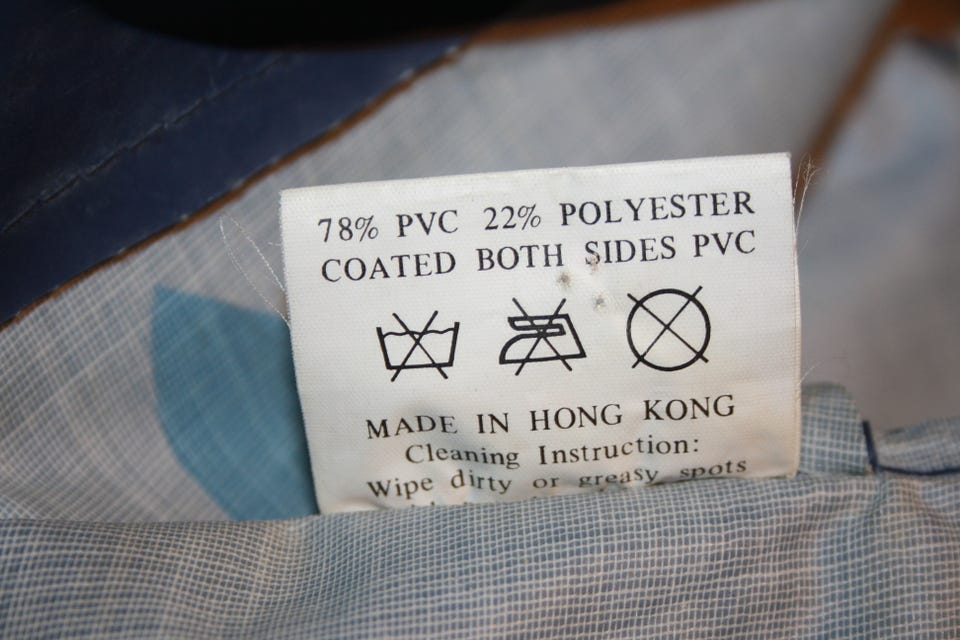 78% PVC 22% POLYESTER
COATED BOTH SIDES PVC
MADE IN HONG KONG
Cleaning Instruction:
Wipe dirty or greasy spots